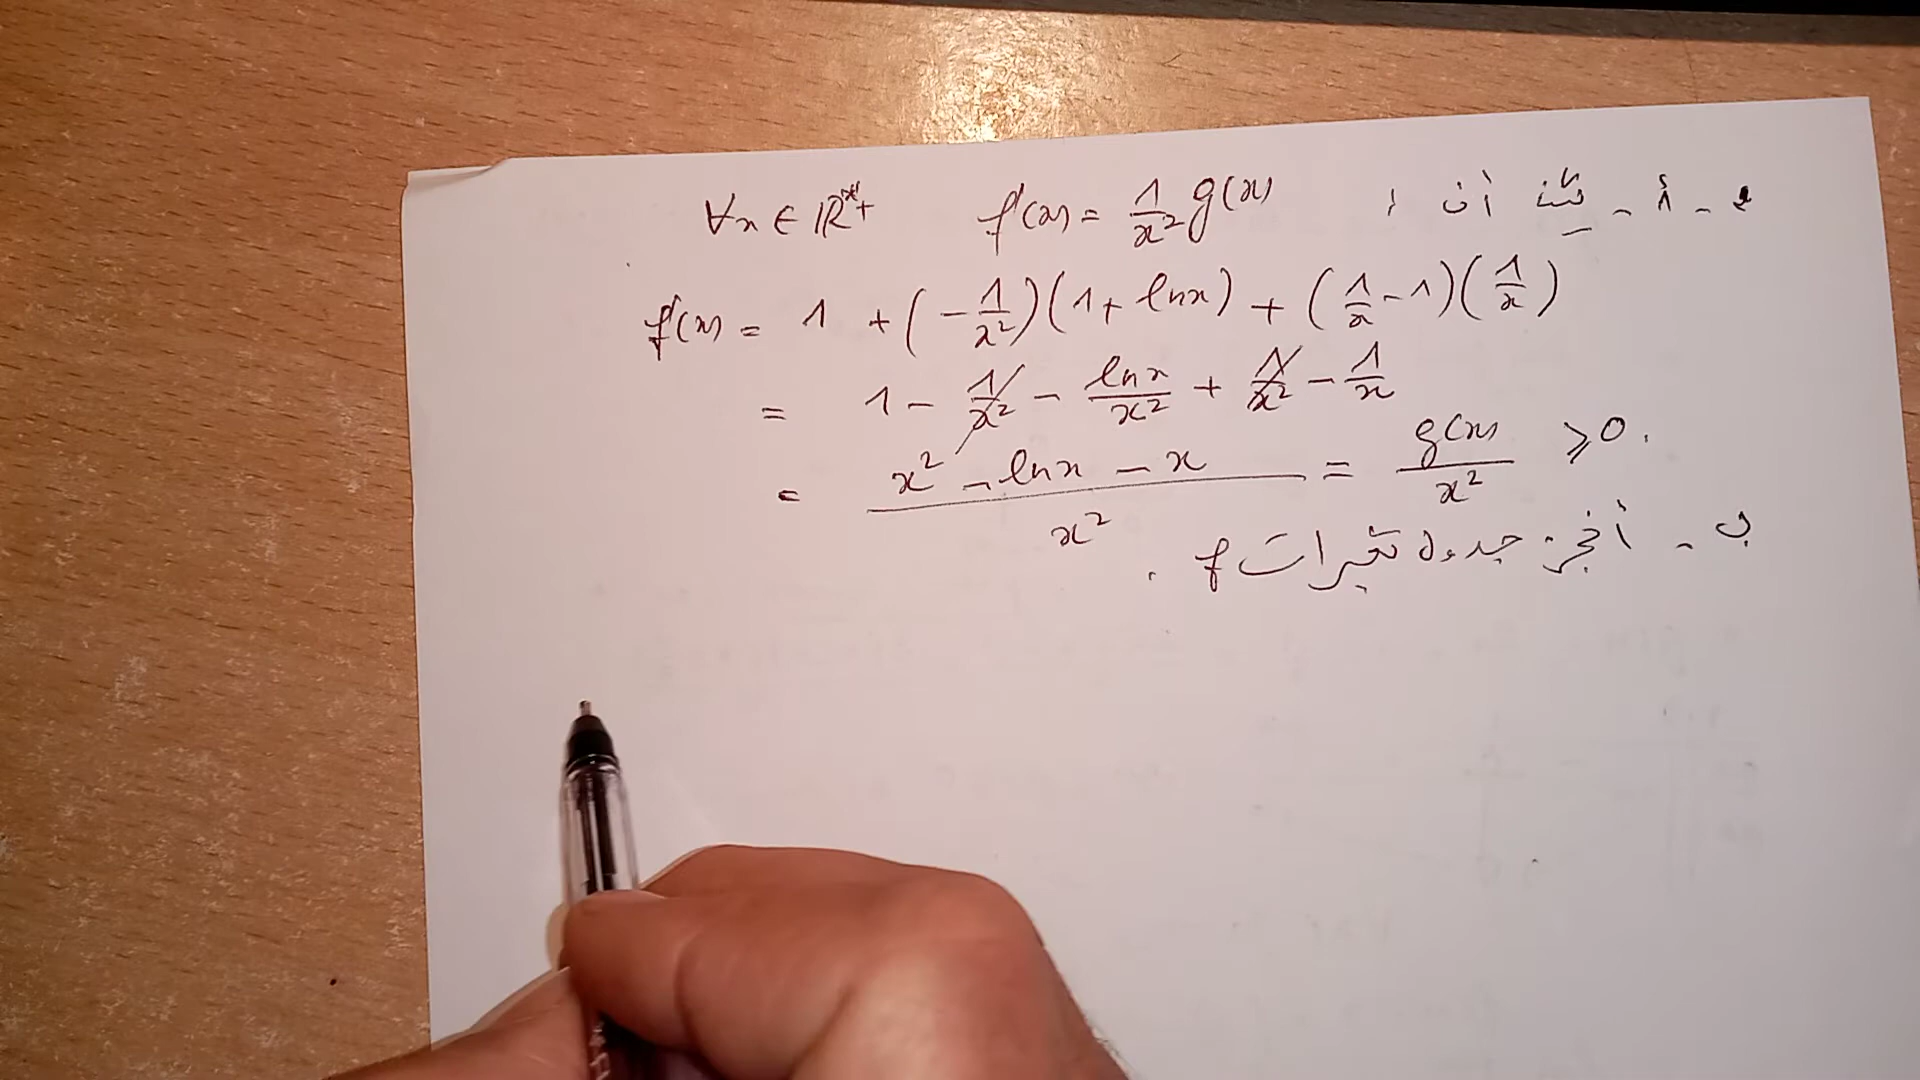 أ - بين أن : f'(x) = 1/x² g(x) ∀x ∈ ℝ*+
f'(x) = 1 + (-1/x²)(1 + ln x) + (1/x - 1)(1/x)
= 1 - 1/x² - ln x/x² + 1/x² - 1/x
= (x² - ln x - x)/x² = g(x)/x² ⩾ 0.
ب - أنجز جدول تغيرات f .